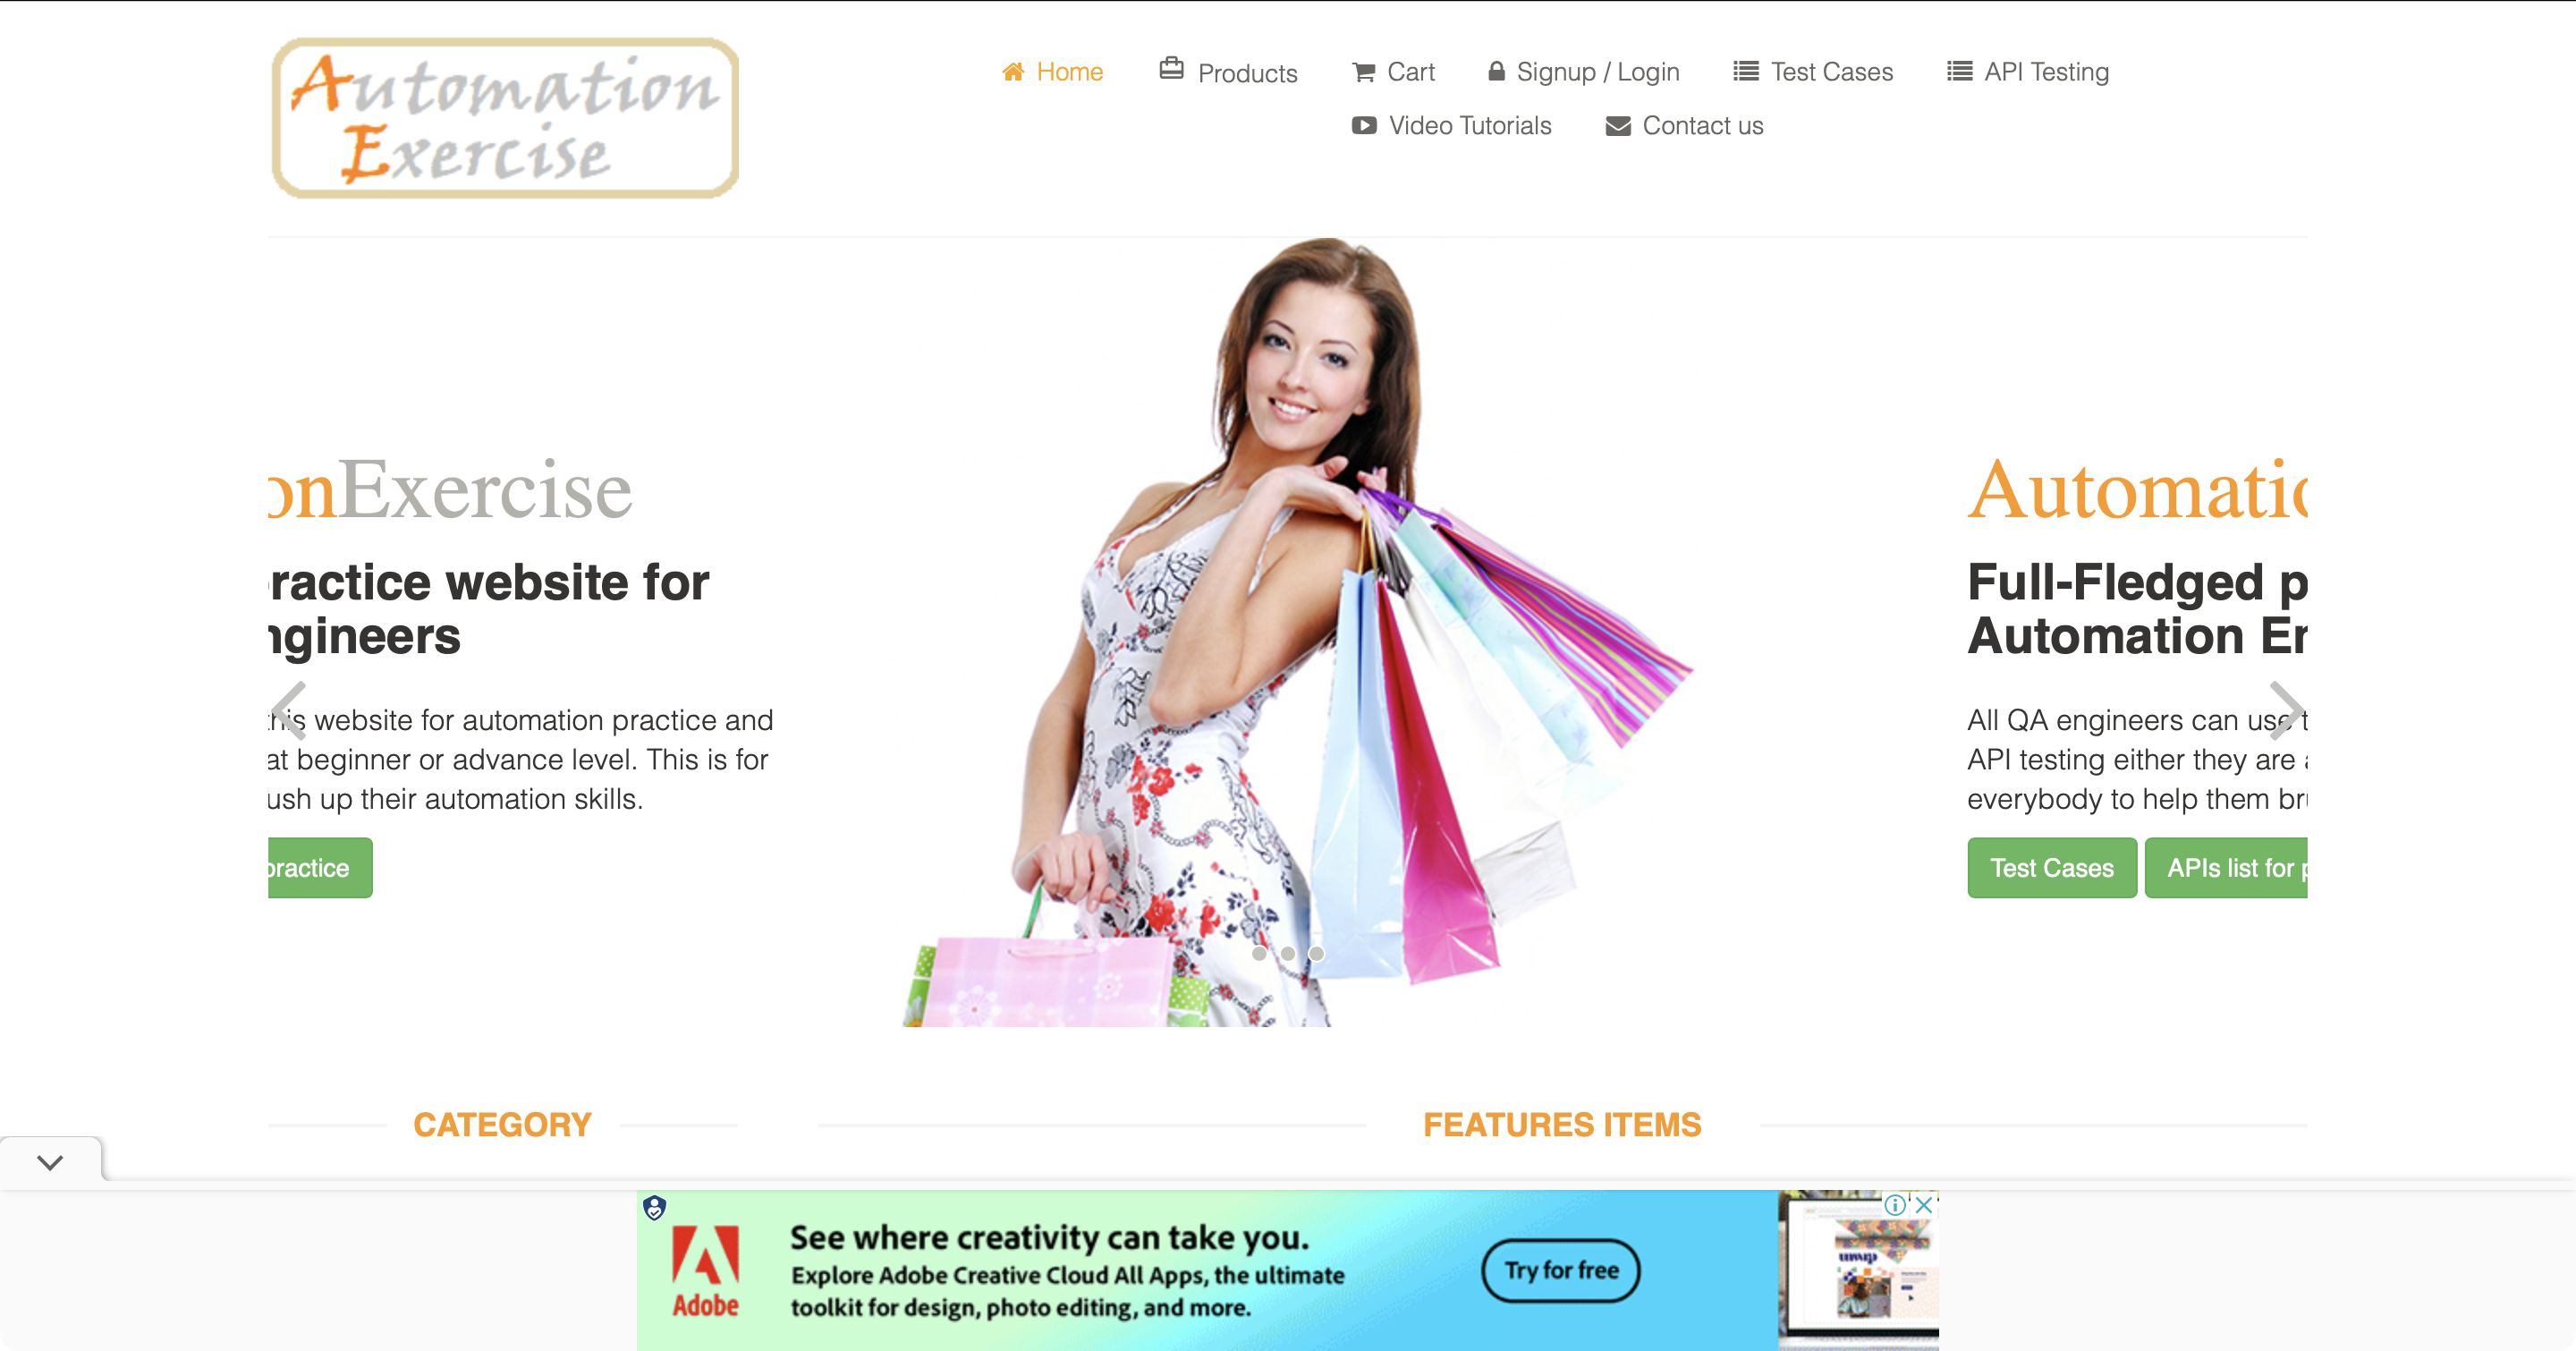 Automation
Exercise
Home
Products
Cart
Signup / Login
Test Cases
API Testing
Video Tutorials
Contact us
onExercise
ractice website for
ngineers
this website for automation practice and
at beginner or advance level. This is for
ush up their automation skills.
practice
Automatio
Full-Fledged p
Automation En
All QA engineers can use t
API testing either they are a
everybody to help them bru
Test Cases
APIs list for p
CATEGORY
FEATURES ITEMS
Adobe
See where creativity can take you.
Explore Adobe Creative Cloud All Apps, the ultimate
toolkit for design, photo editing, and more.
Try for free